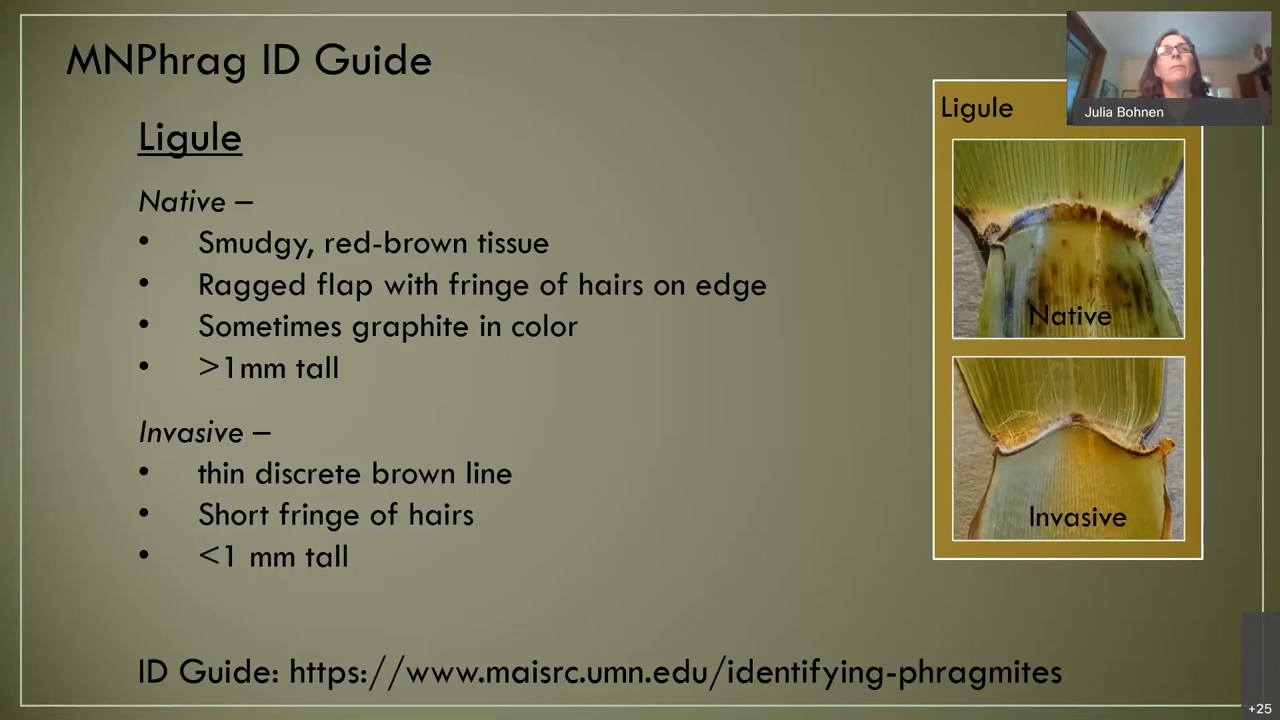 MNPhrag ID Guide
Ligule
Native –
• Smudgy, red-brown tissue
• Ragged flap with fringe of hairs on edge
• Sometimes graphite in color
• >1mm tall
Invasive –
• thin discrete brown line
• Short fringe of hairs
• <1 mm tall
ID Guide: https://www.maisrc.umn.edu/identifying-phragmites
Ligule
Native
Invasive
Julia Bohnen
+25